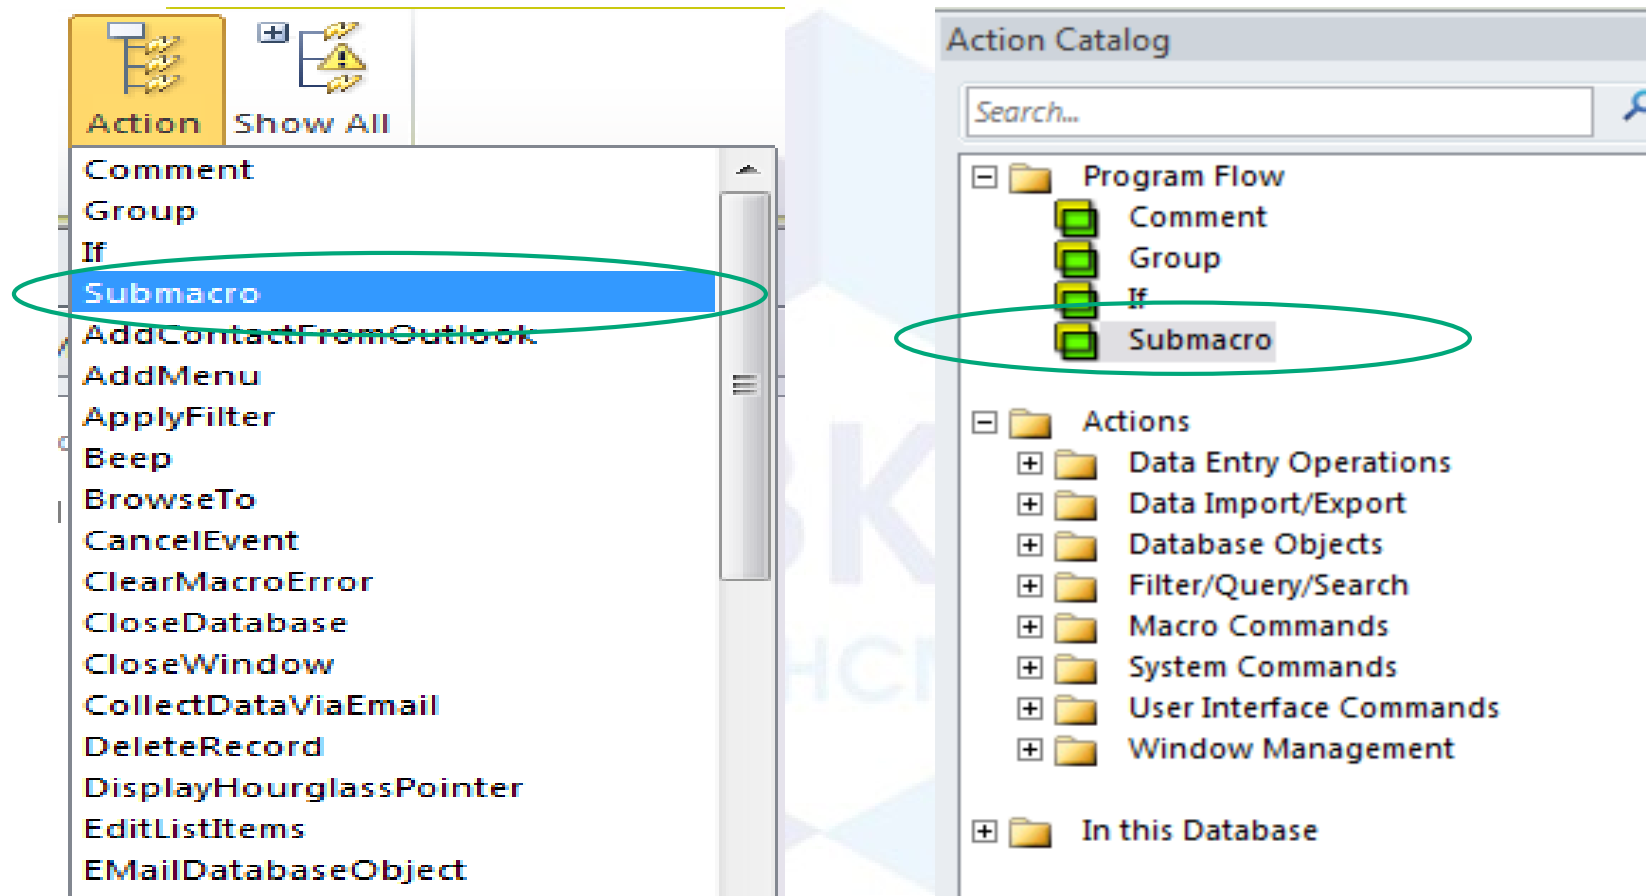 Action Show All
Comment
Group
If
Submacro
AddContactFromOutlook
AddMenu
ApplyFilter
Beep
BrowseTo
CancelEvent
ClearMacroError
CloseDatabase
CloseWindow
CollectDataViaEmail
DeleteRecord
DisplayHourglassPointer
EditListItems
EMailDatabaseObject
Action Catalog
Search...
Program Flow
Comment
Group
If
Submacro
Actions
Data Entry Operations
Data Import/Export
Database Objects
Filter/Query/Search
Macro Commands
System Commands
User Interface Commands
Window Management
In this Database